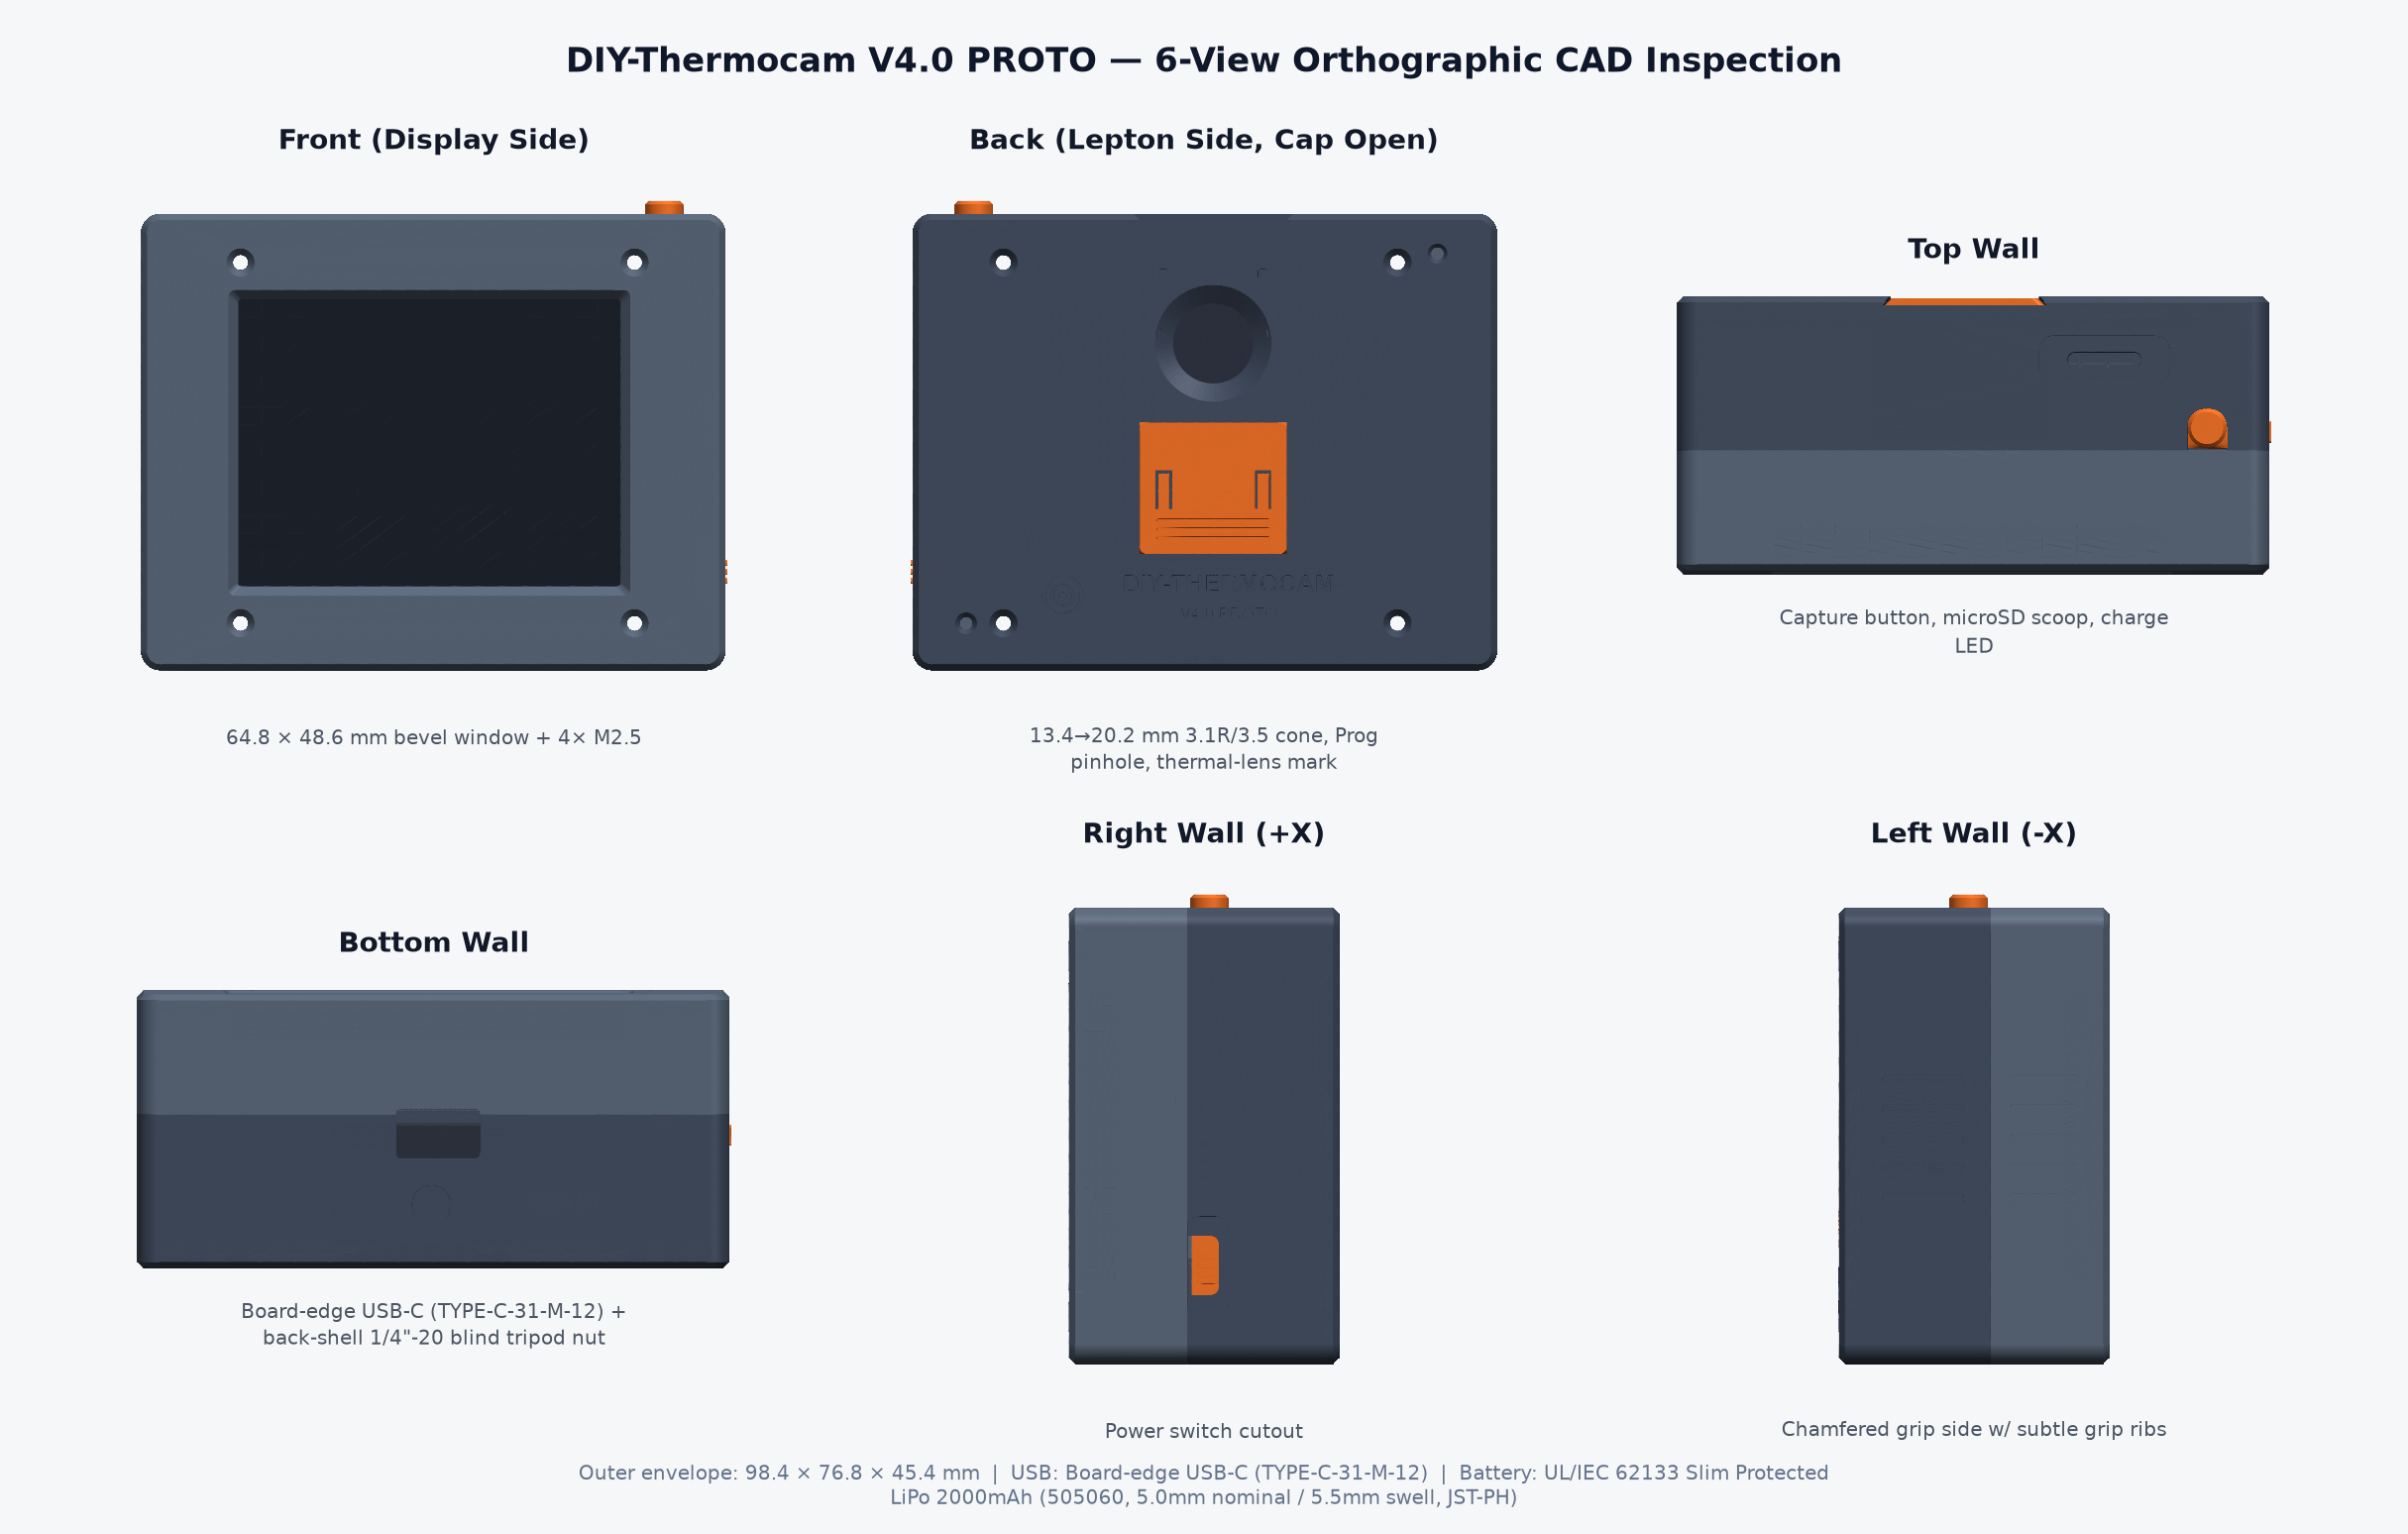 DIY-Thermocam V4.0 PROTO — 6-View Orthographic CAD Inspection
Front (Display Side)
64.8 × 48.6 mm bevel window + 4× M2.5
Back (Lepton Side, Cap Open)
DIY-THERMOCAM
V4.0 PROTO
13.4→20.2 mm 3.1R/3.5 cone, Prog
pinhole, thermal-lens mark
Top Wall
Capture button, microSD scoop, charge
LED
Bottom Wall
Board-edge USB-C (TYPE-C-31-M-12) +
back-shell 1/4"-20 blind tripod nut
Right Wall (+X)
Power switch cutout
Left Wall (-X)
Chamfered grip side w/ subtle grip ribs
Outer envelope: 98.4 × 76.8 × 45.4 mm | USB: Board-edge USB-C (TYPE-C-31-M-12) | Battery: UL/IEC 62133 Slim Protected
LiPo 2000mAh (505060, 5.0mm nominal / 5.5mm swell, JST-PH)